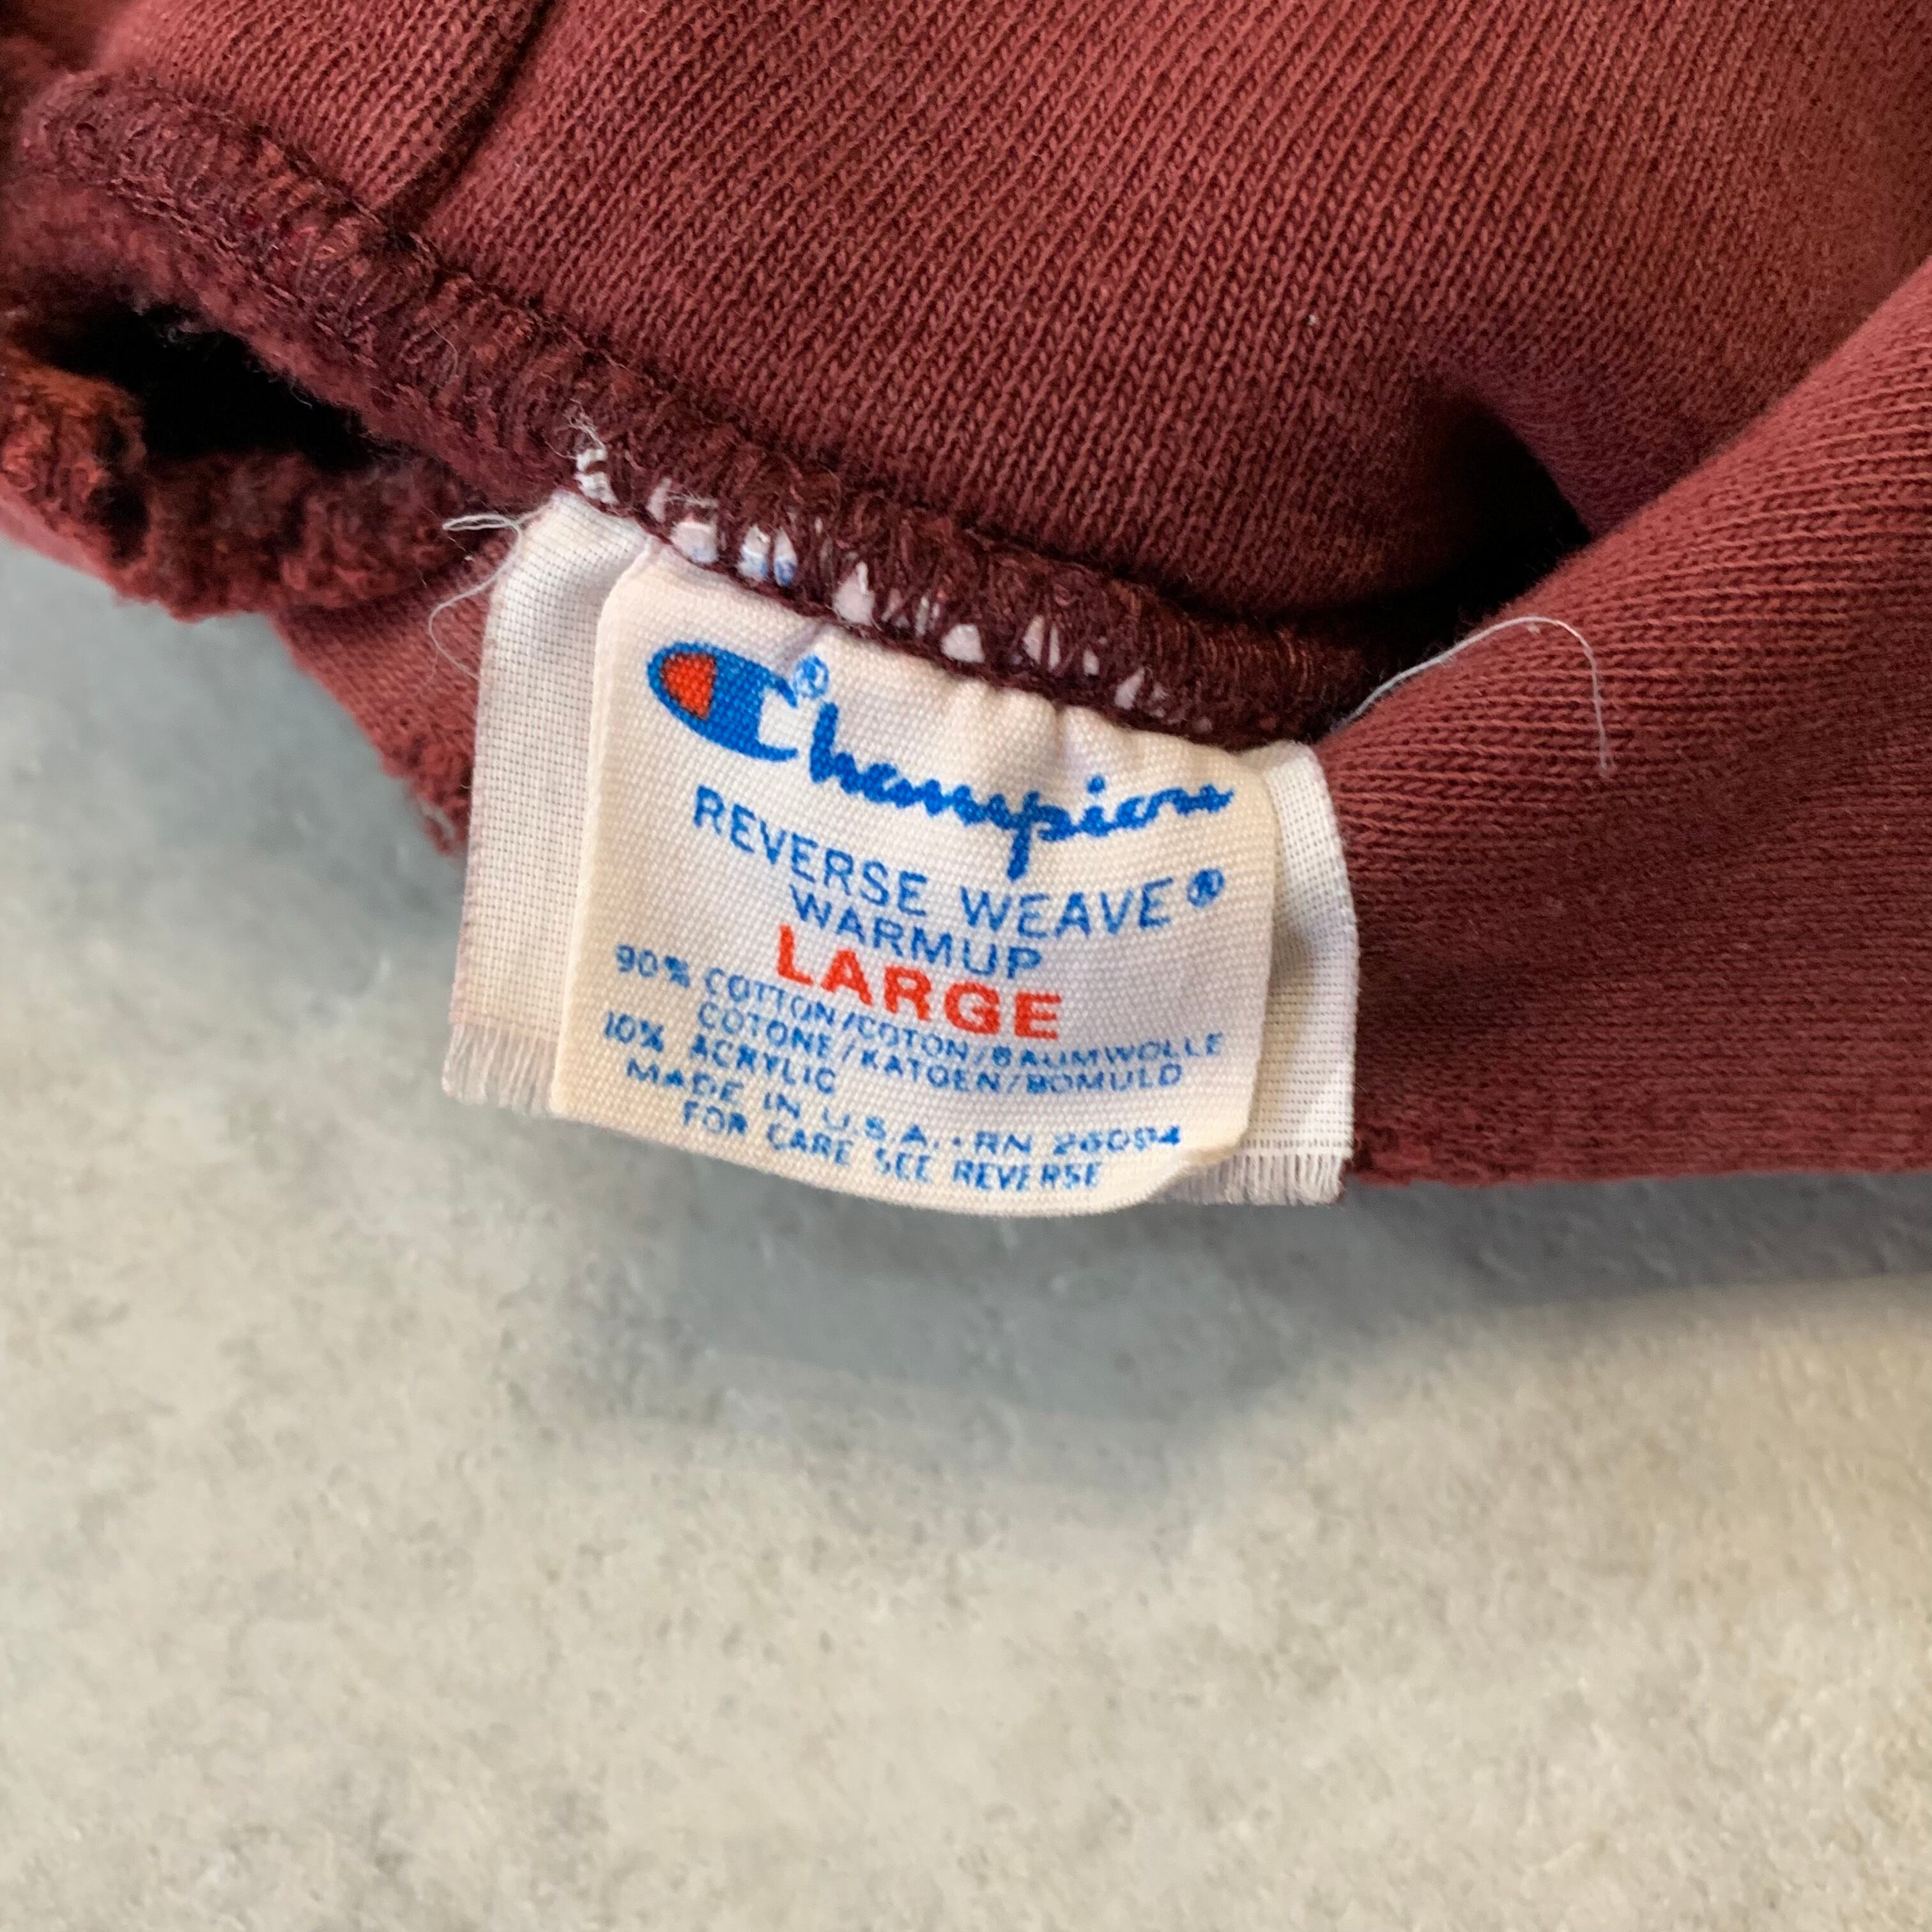 Champion®
REVERSE WEAVE®
WARMUP
LARGE
90% COTTON/COTON/BAUMWOLLE
COTONE/KATOEN/BOMULD
10% ACRYLIC
MADE IN U.S.A. • RN 26094
FOR CARE SEE REVERSE